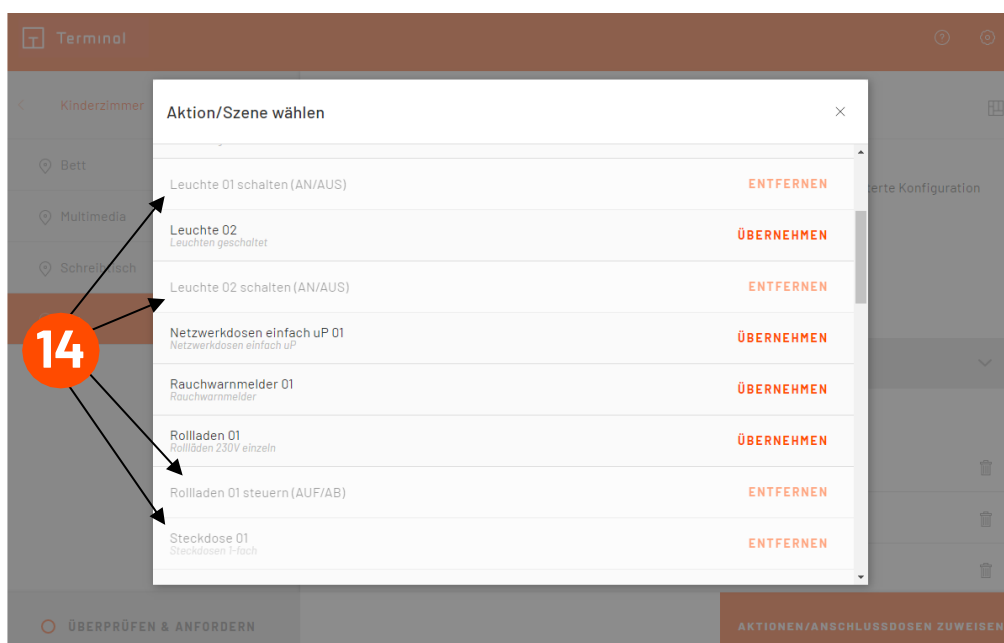 Terminal
Kinderzimmer
Bett
Multimedia
Schreibtisch
Aktion/Szene wählen
Leuchte 01 schalten (AN/AUS)
ENTFERNEN
Leuchte 02
Leuchten geschaltet
ÜBERNEHMEN
Leuchte 02 schalten (AN/AUS)
ENTFERNEN
Netzwerkdosen einfach uP 01
Netzwerkdosen einfach uP
ÜBERNEHMEN
Rauchwarnmelder 01
Rauchwarnmelder
ÜBERNEHMEN
Rollladen 01
Rollläden 230V einzeln
ÜBERNEHMEN
Rollladen 01 steuern (AUF/AB)
ENTFERNEN
Steckdose 01
Steckdosen 1-fach
ENTFERNEN
14
Konfiguration
ÜBERPRÜFEN & ANFORDERN
AKTIONEN/ANSCHLUSSDOSEN ZUWEISEN